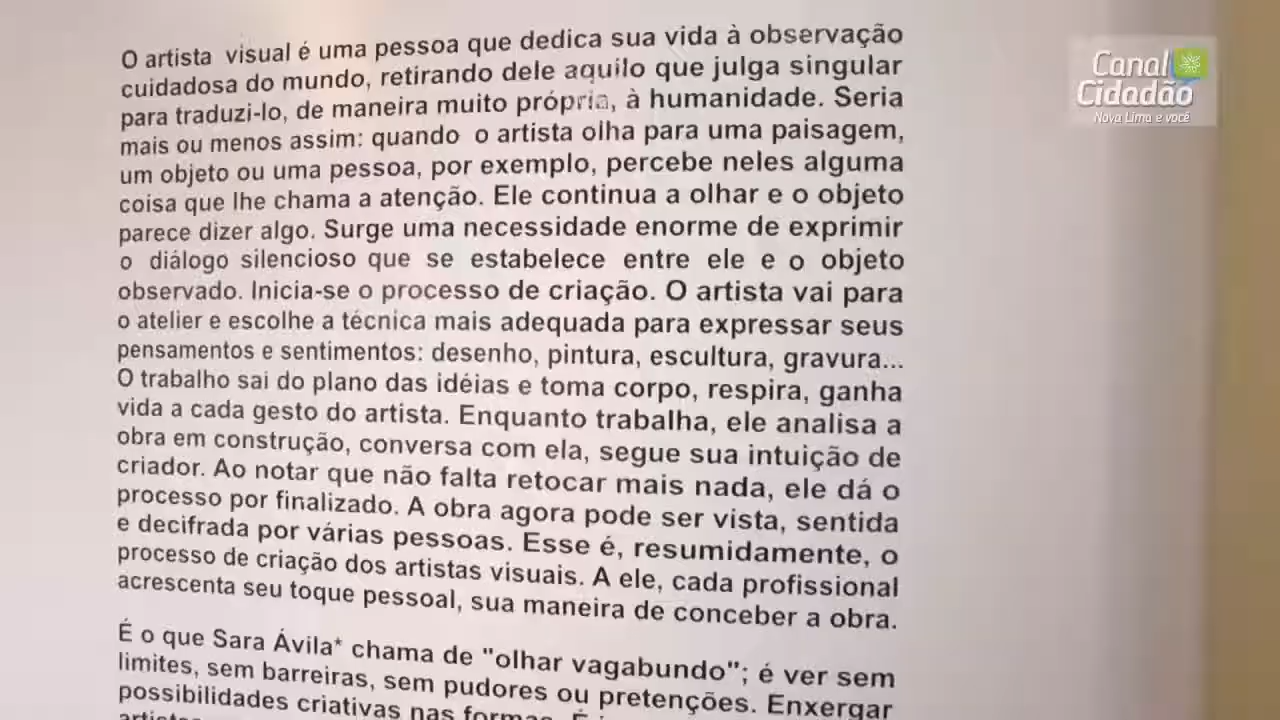 O artista visual é uma pessoa que dedica sua vida à observação
cuidadosa do mundo, retirando dele aquilo que julga singular
para traduzi-lo, de maneira muito própria, à humanidade. Seria
mais ou menos assim: quando o artista olha para uma paisagem,
um objeto ou uma pessoa, por exemplo, percebe neles alguma
coisa que lhe chama a atenção. Ele continua a olhar e o objeto
parece dizer algo. Surge uma necessidade enorme de exprimir
o diálogo silencioso que se estabelece entre ele e o objeto
observado. Inicia-se o processo de criação. O artista vai para
o atelier e escolhe a técnica mais adequada para expressar seus
pensamentos e sentimentos: desenho, pintura, escultura, gravura...
O trabalho sai do plano das idéias e toma corpo, respira, ganha
vida a cada gesto do artista. Enquanto trabalha, ele analisa a
obra em construção, conversa com ela, segue sua intuição de
criador. Ao notar que não falta retocar mais nada, ele dá o
processo por finalizado. A obra agora pode ser vista, sentida
e decifrada por várias pessoas. Esse é, resumidamente, o
processo de criação dos artistas visuais. A ele, cada profissional
acrescenta seu toque pessoal, sua maneira de conceber a obra.
É o que Sara Ávila* chama de "olhar vagabundo"; é ver sem
limites, sem barreiras, sem pudores ou pretenções. Enxergar
possibilidades criativas nas formas. É
Canal
Cidadão
Nova Lima e você